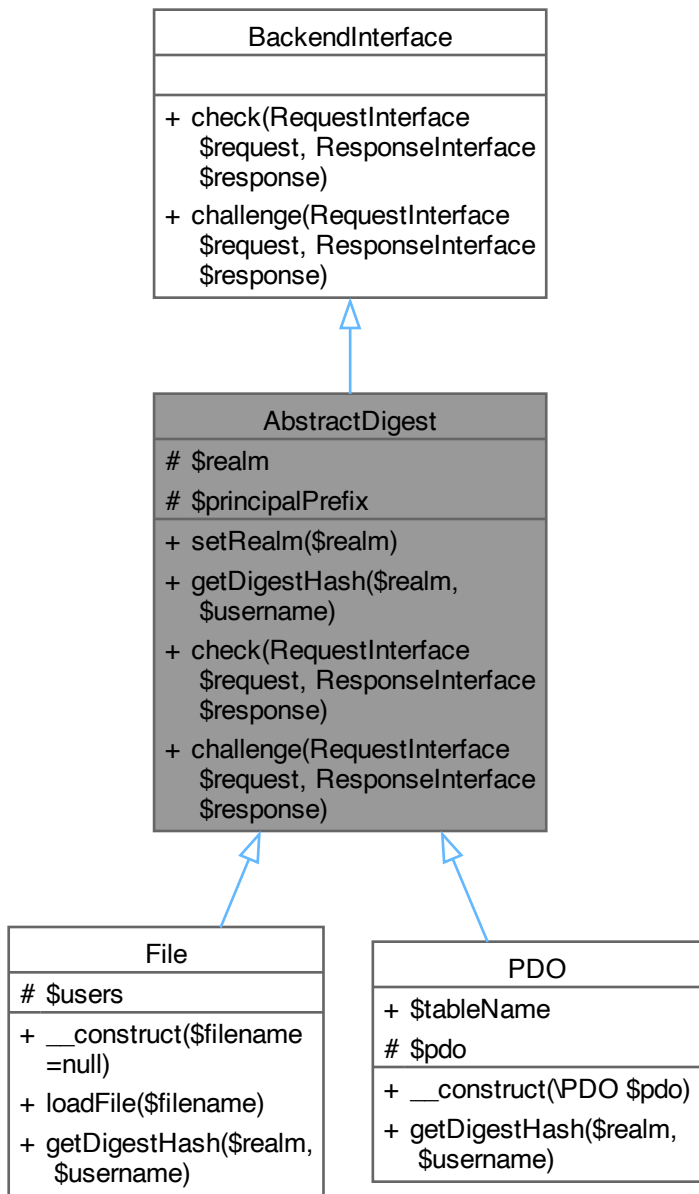 BackendInterface
+ check(RequestInterface
$request, ResponseInterface
$response)
+ challenge(RequestInterface
$request, ResponseInterface
$response)
AbstractDigest
# $realm
# $principalPrefix
+ setRealm($realm)
+ getDigestHash($realm,
$username)
+ check(RequestInterface
$request, ResponseInterface
$response)
+ challenge(RequestInterface
$request, ResponseInterface
$response)
File
# $users
+ __construct($filename
=null)
+ loadFile($filename)
+ getDigestHash($realm,
$username)
PDO
+ $tableName
# $pdo
+ __construct(\PDO $pdo)
+ getDigestHash($realm,
$username)